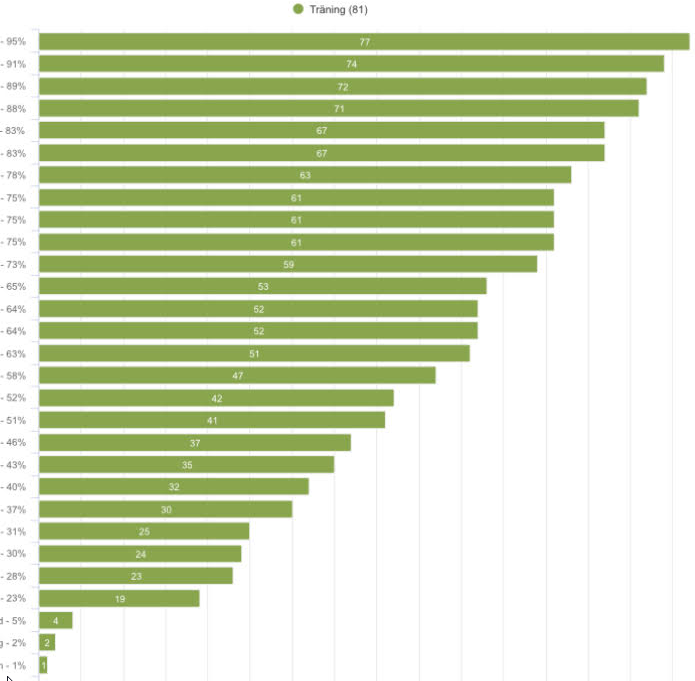 Träning (81)
- 95% 77
- 91% 74
- 89% 72
- 88% 71
- 83% 67
- 83% 67
- 78% 63
- 75% 61
- 75% 61
- 75% 61
- 73% 59
- 65% 53
- 64% 52
- 64% 52
- 63% 51
- 58% 47
- 52% 42
- 51% 41
- 46% 37
- 43% 35
- 40% 32
- 37% 30
- 31% 25
- 30% 24
- 28% 23
- 23% 19
d - 5% 4
g - 2% 2
- 1% 1